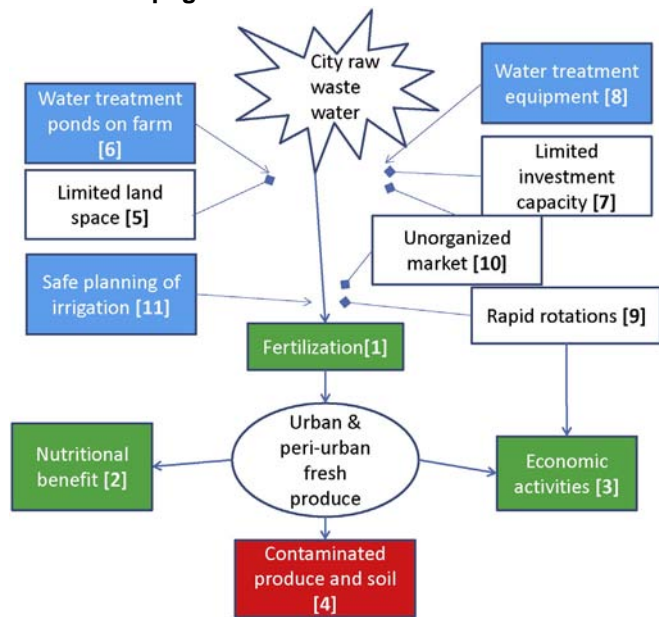 City raw
waste
water
Water treatment
ponds on farm
[6]
Water treatment
equipment [8]
Limited land
space [5]
Limited
investment
capacity [7]
Unorganized
market [10]
Safe planning of
irrigation [11]
Rapid rotations [9]
Fertilization[1]
Urban &
peri-urban
fresh
produce
Nutritional
benefit [2]
Economic
activities [3]
Contaminated
produce and soil
[4]